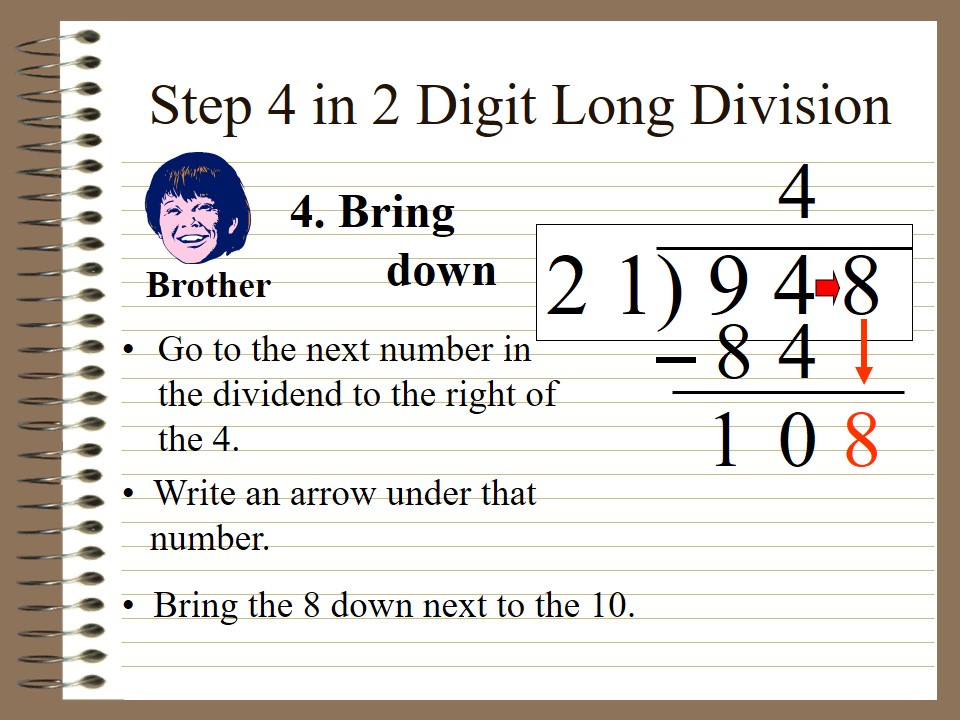 Step 4 in 2 Digit Long Division
4. Bring
down
Brother
4
2 1) 9 4 8
– 8 4
1 0 8
• Go to the next number in
the dividend to the right of
the 4.
• Write an arrow under that
number.
• Bring the 8 down next to the 10.